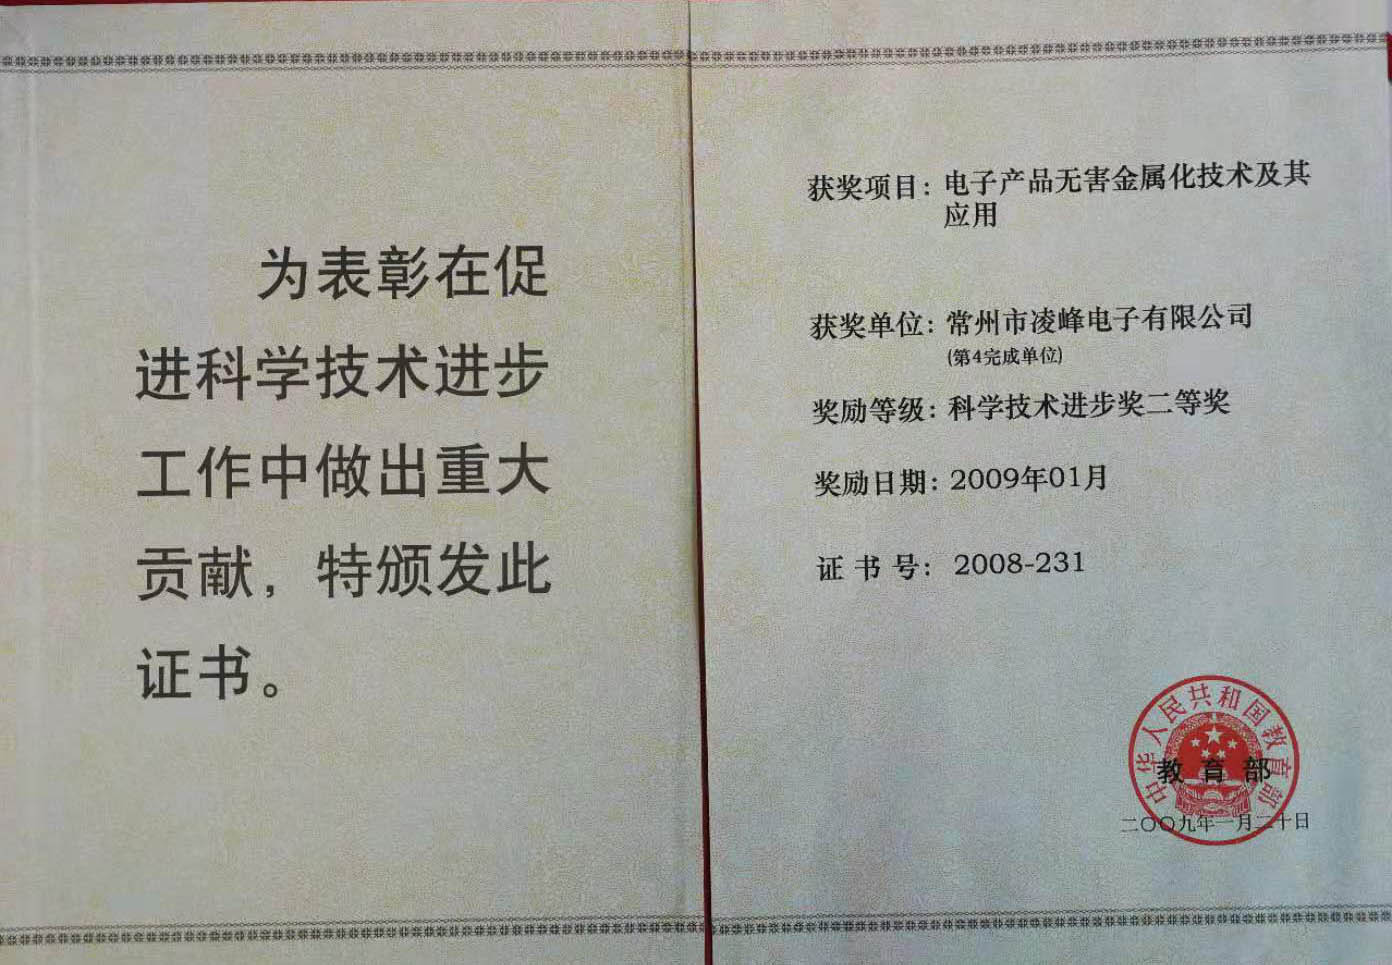 为表彰在促
进科学技术进步
工作中做出重大
贡献，特颁发此
证书。
获奖项目：电子产品无害金属化技术及其
应用
获奖单位：常州市凌峰电子有限公司
(第4完成单位)
奖励等级：科学技术进步奖二等奖
奖励日期：2009年01月
证 书 号：2008-231
中华人民共和国教育部
教 育 部
二〇〇九年一月二十日